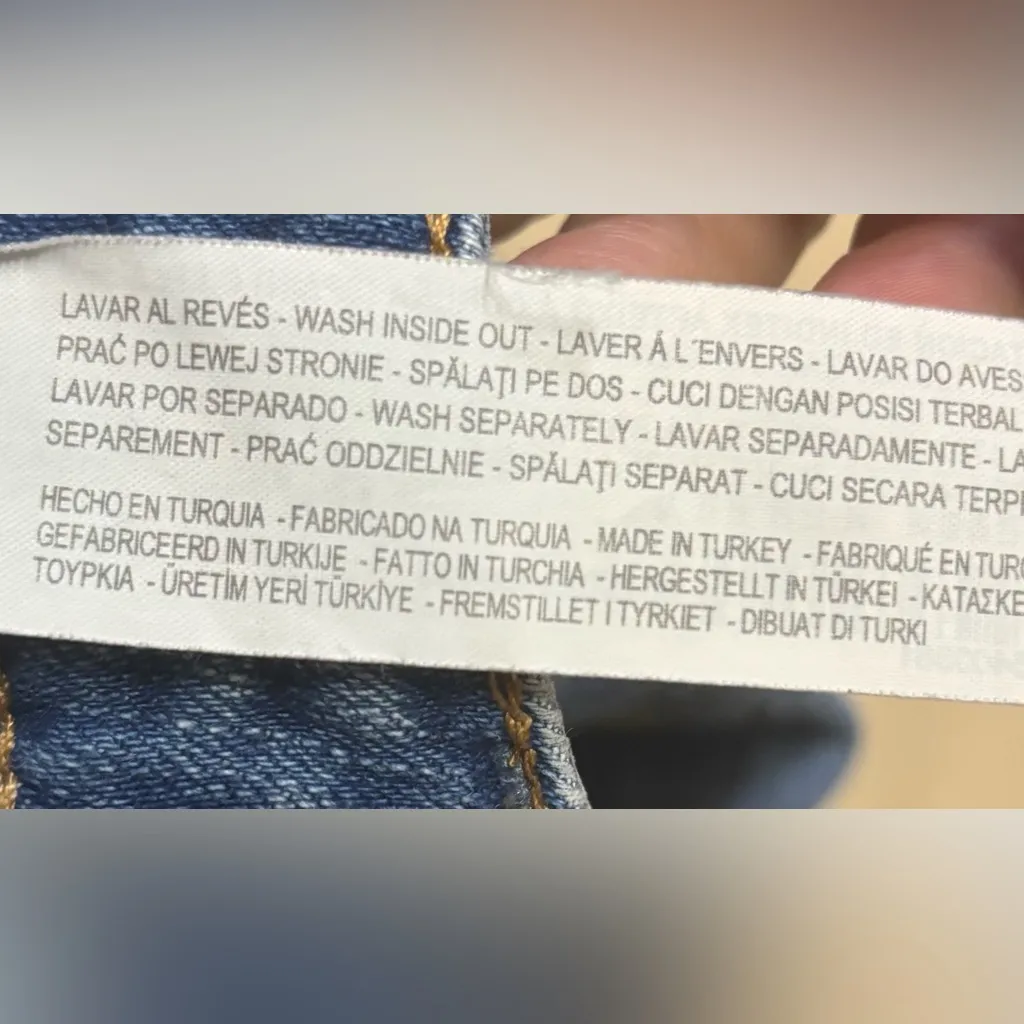 LAVAR AL REVÉS - WASH INSIDE OUT - LAVER Á L´ENVERS - LAVAR DO AVES
PRAĆ PO LEWEJ STRONIE - SPĂLAŢI PE DOS - CUCI DENGAN POSISI TERBAL
LAVAR POR SEPARADO - WASH SEPARATELY - LAVAR SEPARADAMENTE - LA
SEPAREMENT - PRAĆ ODDZIELNIE - SPĂLAŢI SEPARAT - CUCI SECARA TERPI
HECHO EN TURQUIA - FABRICADO NA TURQUIA - MADE IN TURKEY - FABRIQUÉ EN TURQ
GEFABRICEERD IN TURKIJE - FATTO IN TURCHIA - HERGESTELLT IN TÜRKEI - ΚΑΤΑΣΚΕ
ΤΟΥΡΚΙΑ - ÜRETİM YERİ TÜRKİYE - FREMSTILLET I TYRKIET - DIBUAT DI TURKI